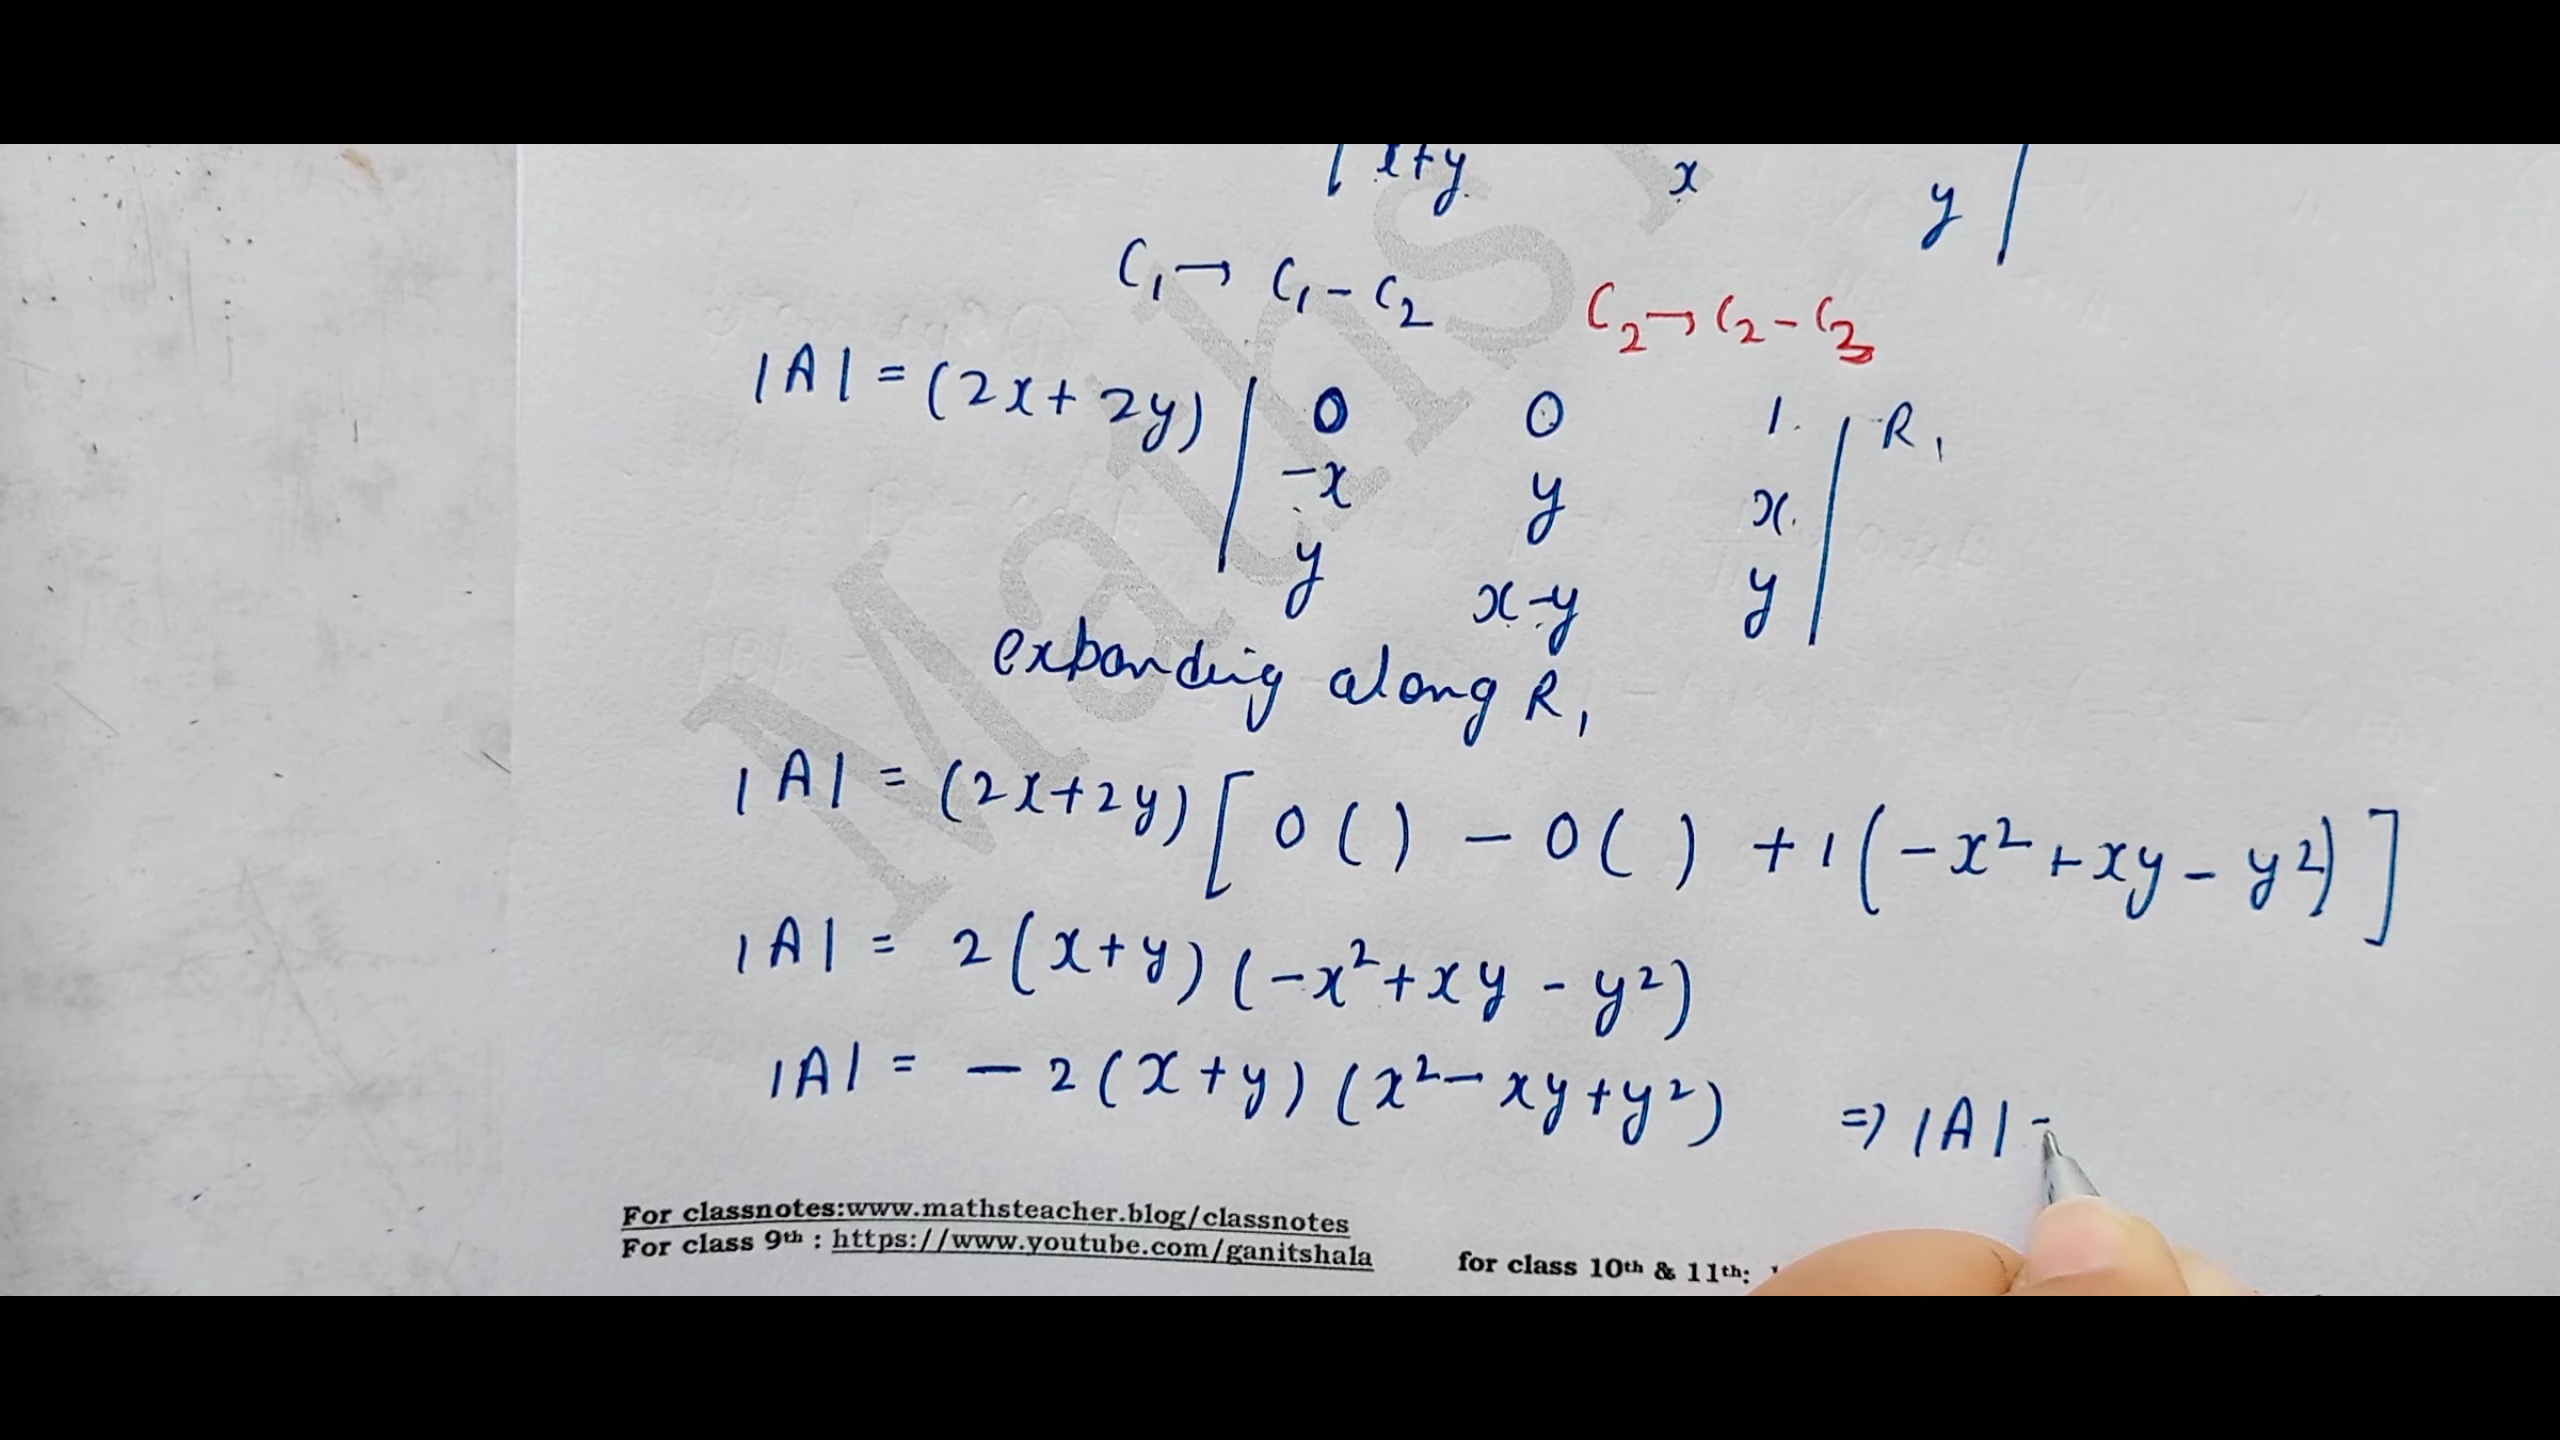 x+y x y
C₁→ C₁-C₂ C₂→C₂-C₃
|A| = (2x+2y) | 0 0 1 | R₁
-x y x
y x-y y
expanding along R₁
|A| = (2x+2y) [ 0 ( ) - 0 ( ) + 1 (-x²+xy-y²) ]
|A| = 2 (x+y) (-x²+xy-y²)
|A| = -2 (x+y) (x²-xy+y²) ⇒ |A| -
For classnotes:www.mathsteacher.blog/classnotes
For class 9th : https://www.youtube.com/ganitshala for class 10th & 11th:
Maths